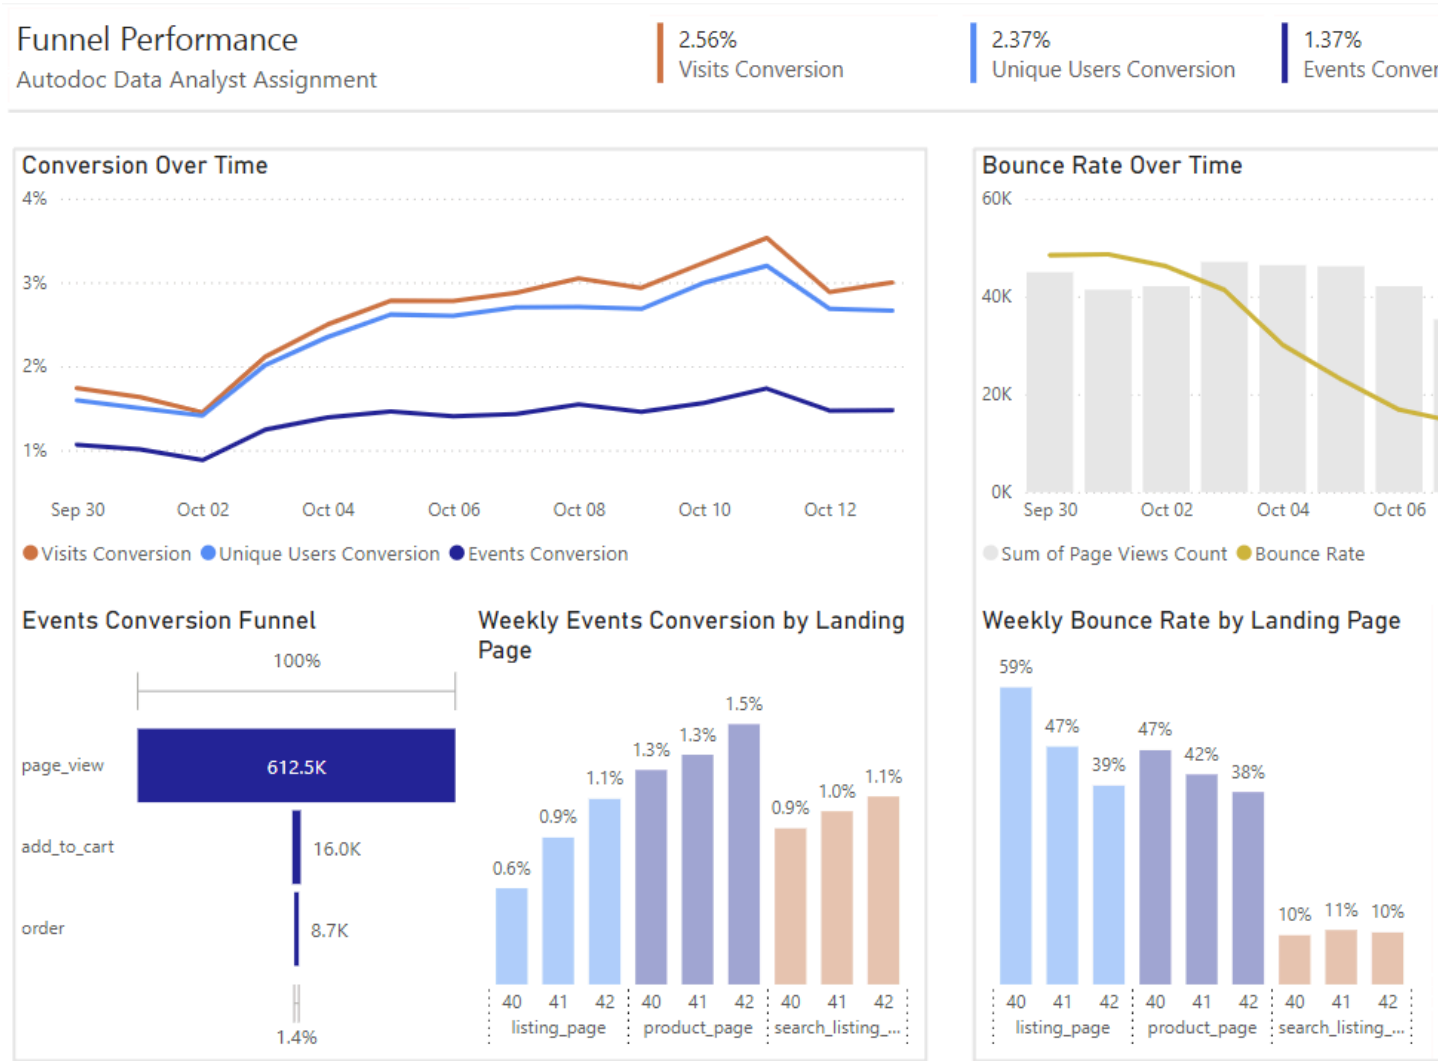 Funnel Performance
Autodoc Data Analyst Assignment
2.56%
Visits Conversion
2.37%
Unique Users Conversion
1.37%
Events Conver
Conversion Over Time
4%
3%
2%
1%
Sep 30 Oct 02 Oct 04 Oct 06 Oct 08 Oct 10 Oct 12
Visits Conversion Unique Users Conversion Events Conversion
Bounce Rate Over Time
60K
40K
20K
0K
Sep 30 Oct 02 Oct 04 Oct 06
Sum of Page Views Count Bounce Rate
Events Conversion Funnel
100%
page_view 612.5K
add_to_cart 16.0K
order 8.7K
1.4%
Weekly Events Conversion by Landing
Page
0.6% 0.9% 1.1% 1.3% 1.3% 1.5% 0.9% 1.0% 1.1%
40 41 42 40 41 42 40 41 42
listing_page product_page search_listing_...
Weekly Bounce Rate by Landing Page
59% 47% 39% 47% 42% 38% 10% 11% 10%
40 41 42 40 41 42 40 41 42
listing_page product_page search_listing_...